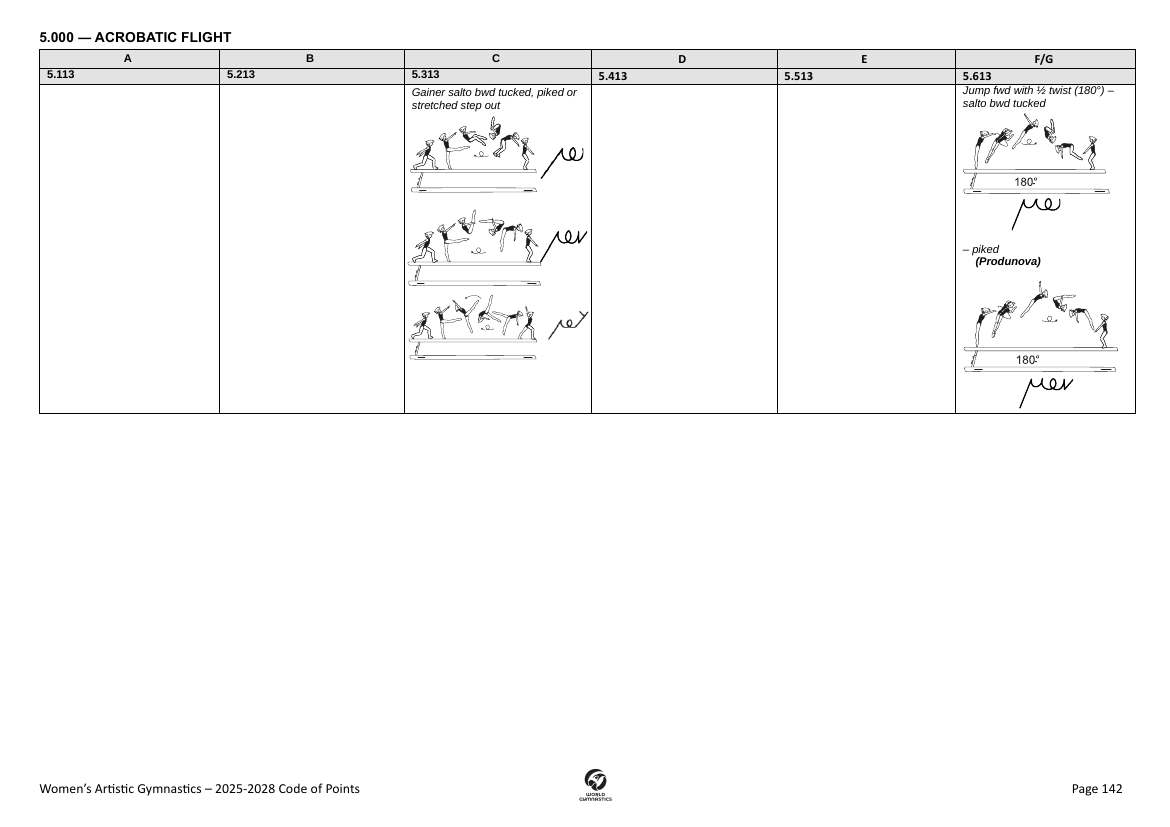 5.000 — ACROBATIC FLIGHT
A B C D E F/G
5.113 5.213 5.313 5.413 5.513 5.613
Gainer salto bwd tucked, piked or
stretched step out
Jump fwd with ½ twist (180°) –
salto bwd tucked
180°
– piked
(Produnova)
180°
Women's Artistic Gymnastics – 2025-2028 Code of Points
WORLD
GYMNASTICS
Page 142